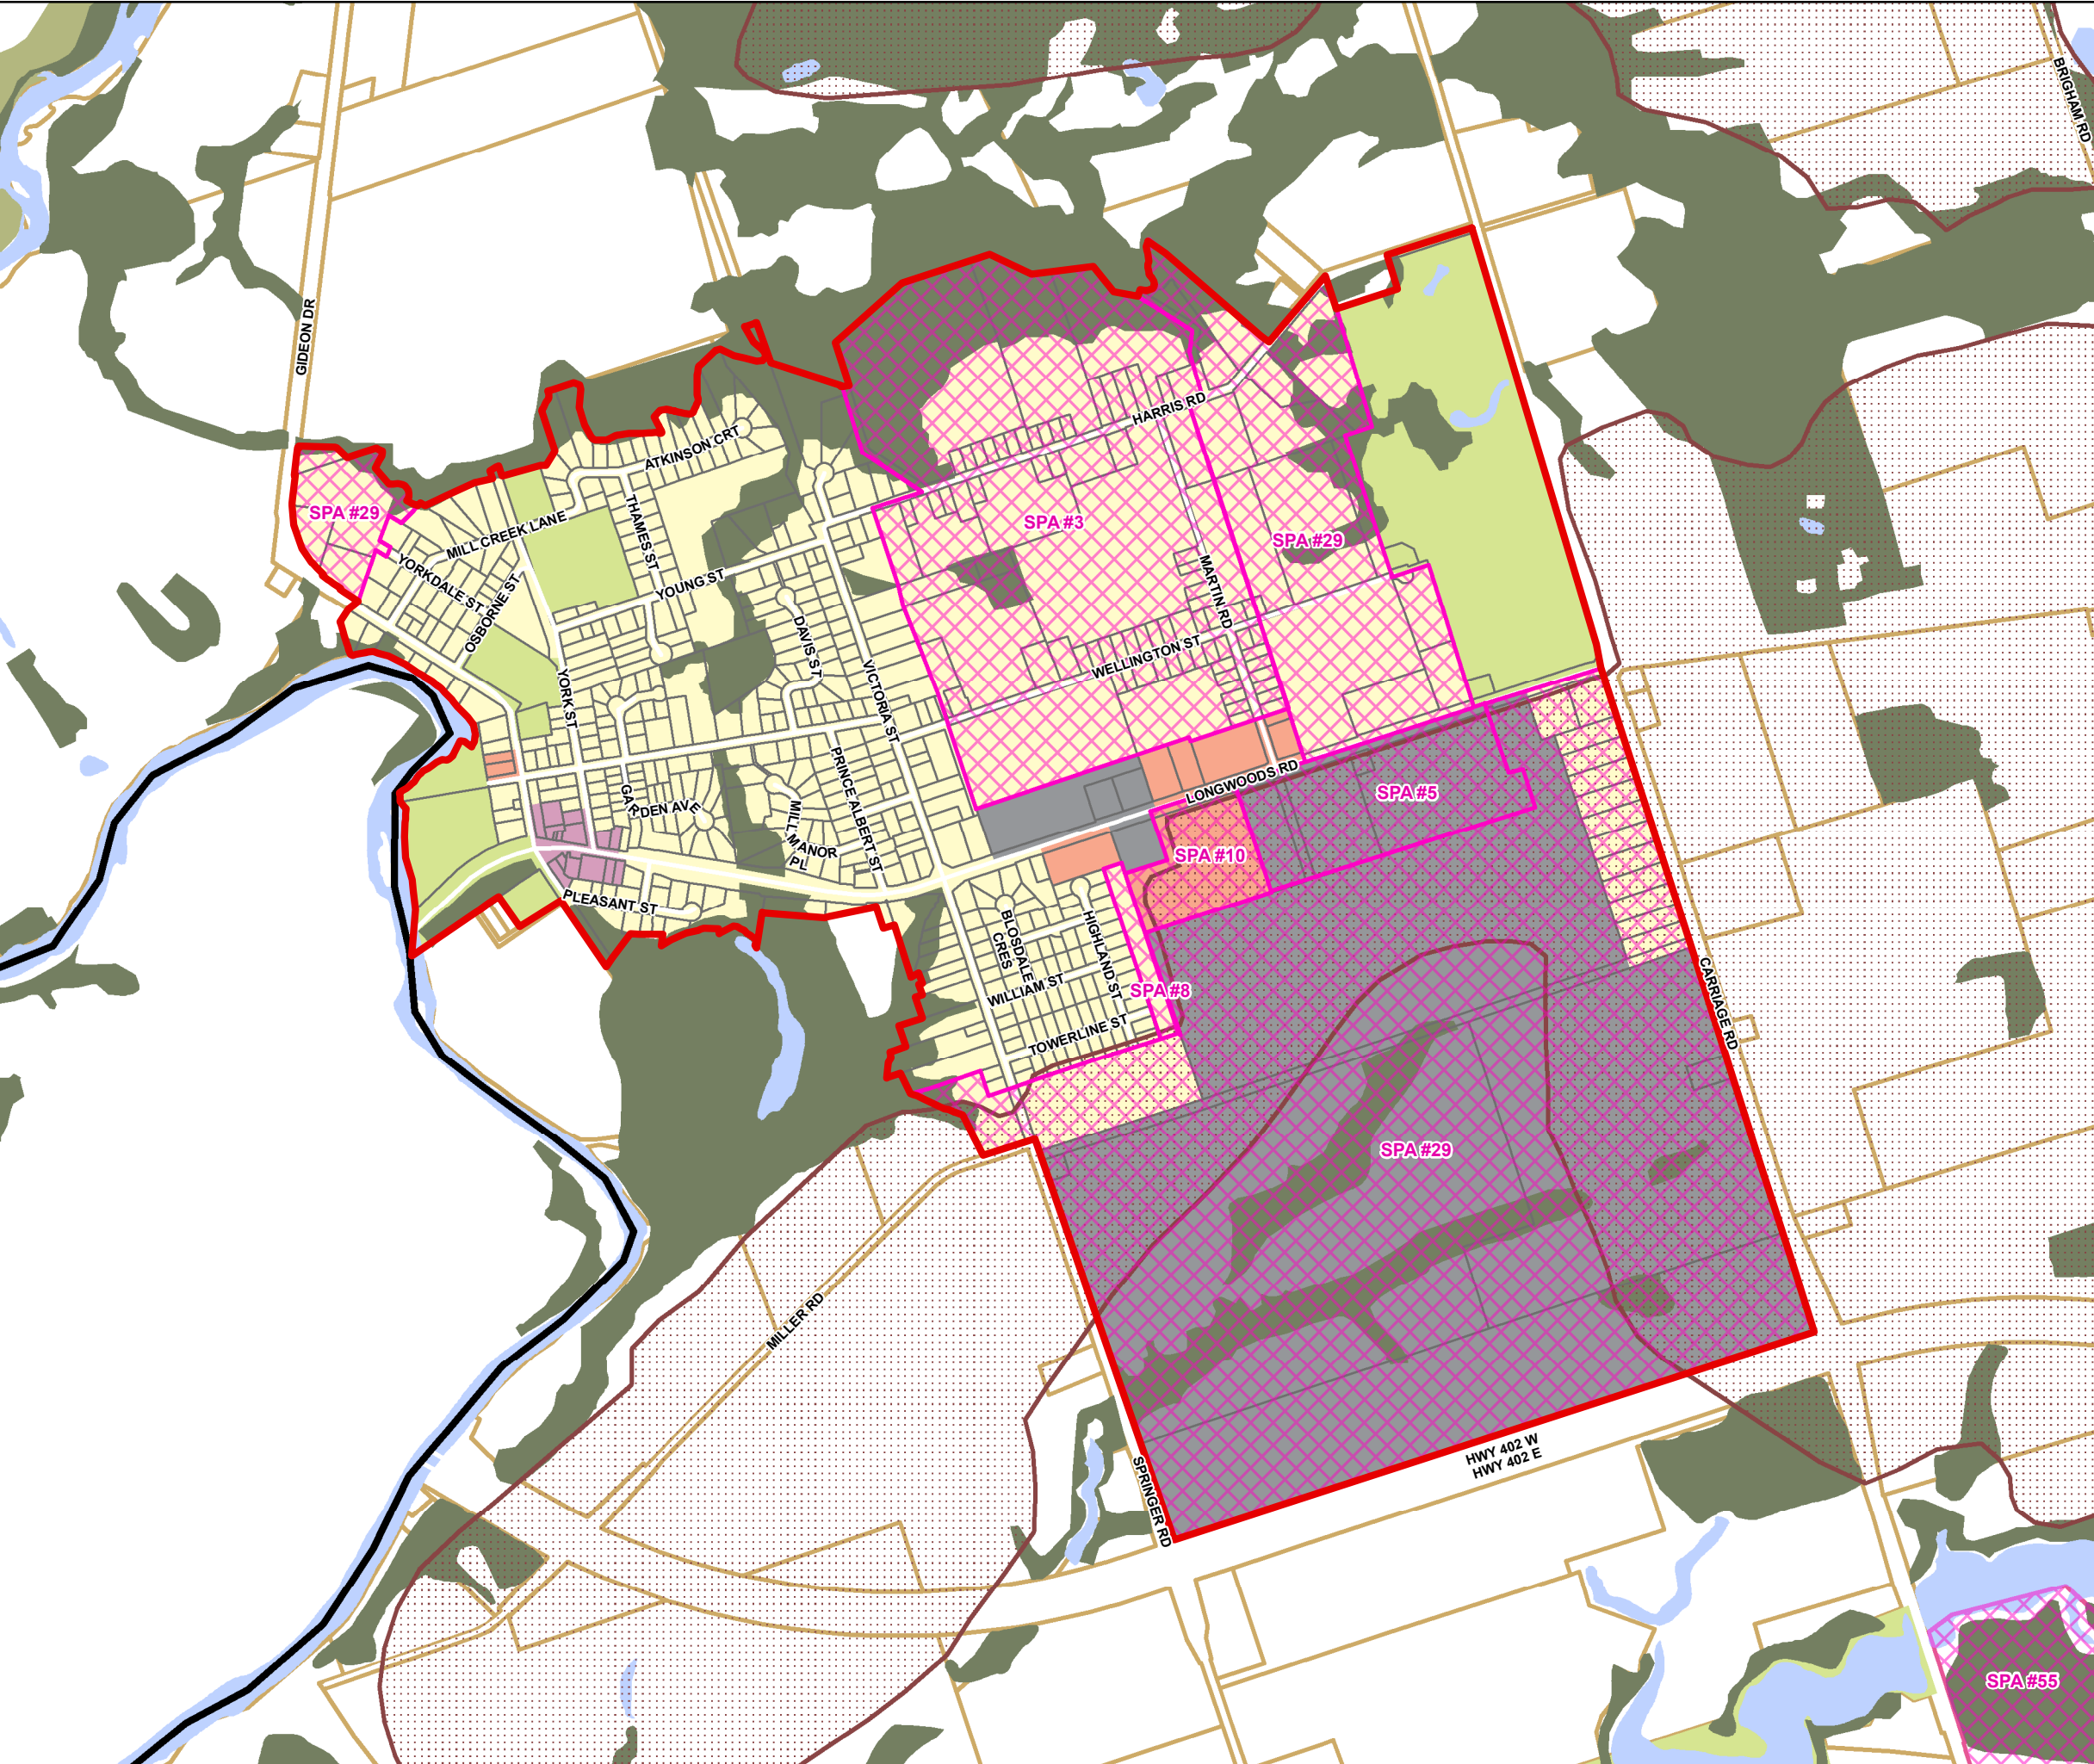 BRIGHAM RD
GIDEON DR
HARRIS RD
ATKINSON CRT
SPA #29
MILL CREEK LANE
THAMES ST
SPA #3
SPA #29
YORKDALE ST
OSBORNE ST
YOUNG ST
MARTIN RD
DAVIS ST
WELLINGTON ST
YORK ST
VICTORIA ST
PRINCE ALBERT ST
LONGWOODS RD
SPA #5
GARDEN AVE
MILL MANOR
PL
SPA #10
PLEASANT ST
BLOSDALE
CRES
HIGHLAND ST
WILLIAM ST
SPA #8
CARRIAGE RD
TOWERLINE ST
SPA #29
MILLER RD
HWY 402 W
HWY 402 E
SPRINGER RD
SPA #55